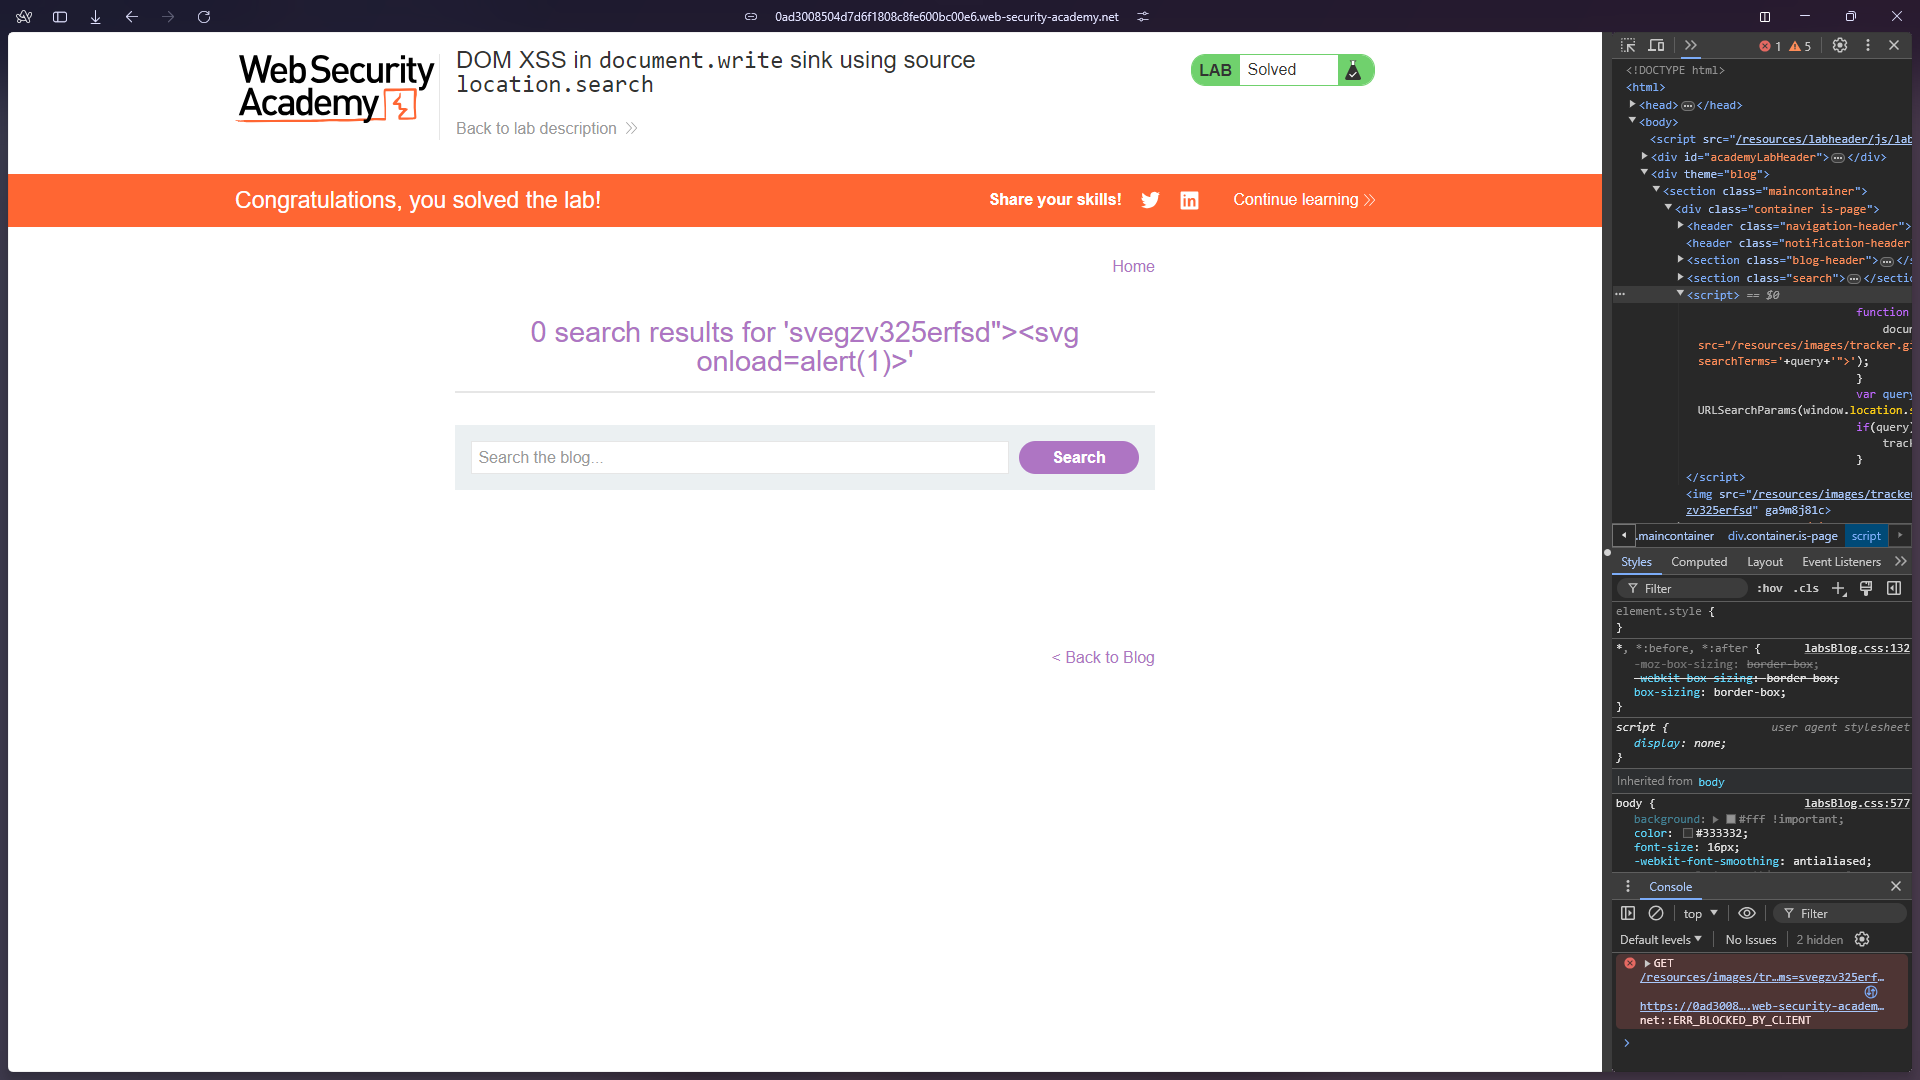 0ad3008504d7d6f1808c8fe600bc00e6.web-security-academy.net
WebSecurity
Academy
DOM XSS in document.write sink using source
location.search
Back to lab description
LAB Solved
Congratulations, you solved the lab!
Share your skills!
Continue learning
Home
0 search results for 'svegzv325erfsd"><svg
onload=alert(1)>'
Search the blog...
Search
< Back to Blog
1 5
<!DOCTYPE html>
<html>
<head> … </head>
<body>
<script src="/resources/labheader/js/lab
<div id="academyLabHeader"> … </div>
<div theme="blog">
<section class="maincontainer">
<div class="container is-page">
<header class="navigation-header">
<header class="notification-header
<section class="blog-header"> … </s
<section class="search"> … </sectio
… <script> == $0
function
docum
src="/resources/images/tracker.gi
searchTerms='+query+'">');
}
var query
URLSearchParams(window.location.s
if(query)
track
}
</script>
<img src="/resources/images/tracker
zv325erfsd" ga9m8j81c>
.maincontainer div.container.is-page script
Styles Computed Layout Event Listeners
Filter :hov .cls
element.style {
}
*, *:before, *:after { labsBlog.css:132
-moz-box-sizing: border-box;
-webkit-box-sizing: border-box;
box-sizing: border-box;
}
script { user agent stylesheet
display: none;
}
Inherited from body
body { labsBlog.css:577
background: #fff !important;
color: #333332;
font-size: 16px;
-webkit-font-smoothing: antialiased;
Console
top Filter
Default levels No Issues 2 hidden
GET
/resources/images/tr…ms=svegzv325erf…
https://0ad3008….web-security-academ…
net::ERR_BLOCKED_BY_CLIENT